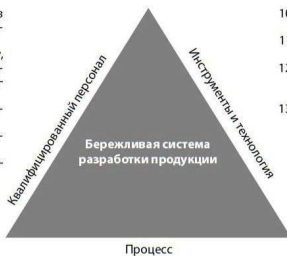 Квалифицированный персонал
Инструменты и технология
Бережливая система
разработки продукции
Процесс